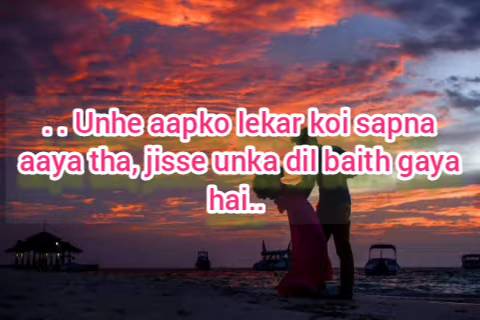 . . Unhe aapko lekar koi sapna
aaya tha, jisse unka dil baith gaya
hai..